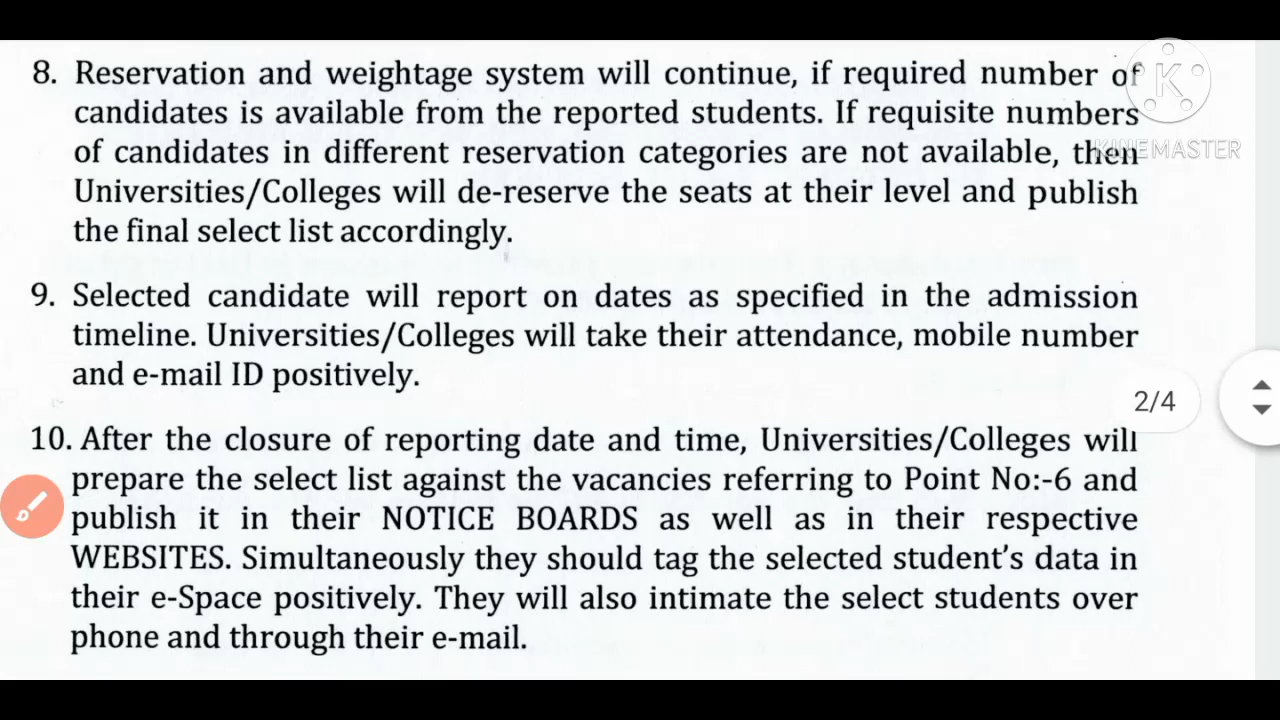 8. Reservation and weightage system will continue, if required number of
candidates is available from the reported students. If requisite numbers
of candidates in different reservation categories are not available, then
Universities/Colleges will de-reserve the seats at their level and publish
the final select list accordingly.
9. Selected candidate will report on dates as specified in the admission
timeline. Universities/Colleges will take their attendance, mobile number
and e-mail ID positively.
10. After the closure of reporting date and time, Universities/Colleges will
prepare the select list against the vacancies referring to Point No:-6 and
publish it in their NOTICE BOARDS as well as in their respective
WEBSITES. Simultaneously they should tag the selected student's data in
their e-Space positively. They will also intimate the select students over
phone and through their e-mail.
K
KINEMASTER
2/4